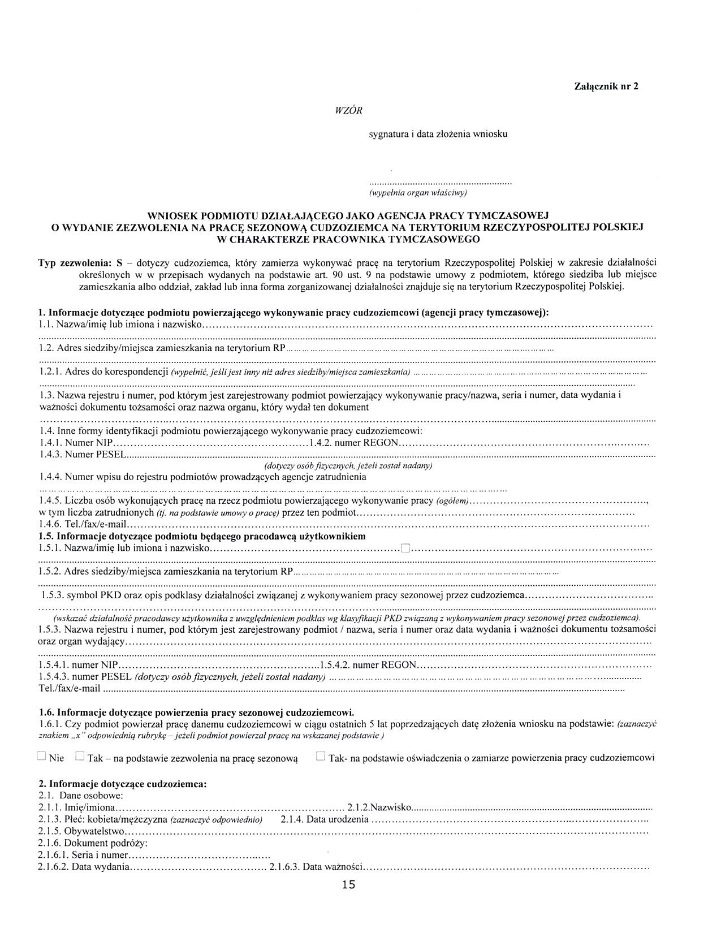 Załącznik nr 2
WZÓR
sygnatura i data złożenia wniosku
........................................................
(wypełnia organ właściwy)
WNIOSEK PODMIOTU DZIAŁAJĄCEGO JAKO AGENCJA PRACY TYMCZASOWEJ
O WYDANIE ZEZWOLENIA NA PRACĘ SEZONOWĄ CUDZOZIEMCA NA TERYTORIUM RZECZYPOSPOLITEJ POLSKIEJ
W CHARAKTERZE PRACOWNIKA TYMCZASOWEGO
Typ zezwolenia: S – dotyczy cudzoziemca, który zamierza wykonywać pracę na terytorium Rzeczypospolitej Polskiej w zakresie działalności
określonych w w przepisach wydanych na podstawie art. 90 ust. 9 na podstawie umowy z podmiotem, którego siedziba lub miejsce
zamieszkania albo oddział, zakład lub inna forma zorganizowanej działalności znajduje się na terytorium Rzeczypospolitej Polskiej.
1. Informacje dotyczące podmiotu powierzającego wykonywanie pracy cudzoziemcowi (agencji pracy tymczasowej):
1.1. Nazwa/imię lub imiona i nazwisko................................................
1.2. Adres siedziby/miejsca zamieszkania na terytorium RP................................
1.2.1. Adres do korespondencji (wypełnić, jeśli jest inny niż adres siedziby/miejsca zamieszkania) ................................
1.3. Nazwa rejestru i numer, pod którym jest zarejestrowany podmiot powierzający wykonywanie pracy/nazwa, seria i numer, data wydania i
ważności dokumentu tożsamości oraz nazwa organu, który wydał ten dokument
................................................
1.4. Inne formy identyfikacji podmiotu powierzającego wykonywanie pracy cudzoziemcowi:
1.4.1. Numer NIP................................1.4.2. numer REGON................................
1.4.3. Numer PESEL................................................
(dotyczy osób fizycznych, jeżeli został nadany)
1.4.4. Numer wpisu do rejestru podmiotów prowadzących agencje zatrudnienia
................................................
1.4.5. Liczba osób wykonujących pracę na rzecz podmiotu powierzającego wykonywanie pracy (ogółem)................................,
w tym liczba zatrudnionych (tj. na podstawie umowy o pracę) przez ten podmiot................................
1.4.6. Tel./fax/e-mail................................................
1.5. Informacje dotyczące podmiotu będącego pracodawcą użytkownikiem
1.5.1. Nazwa/imię lub imiona i nazwisko................................................
1.5.2. Adres siedziby/miejsca zamieszkania na terytorium RP................................
1.5.3. symbol PKD oraz opis podklasy działalności związanej z wykonywaniem pracy sezonowej przez cudzoziemca................................
(wskazać działalność pracodawcy użytkownika z uwzględnieniem podklas wg klasyfikacji PKD związaną z wykonywaniem pracy sezonowej przez cudzoziemca).
1.5.3. Nazwa rejestru i numer, pod którym jest zarejestrowany podmiot / nazwa, seria i numer oraz data wydania i ważności dokumentu tożsamości
oraz organ wydający................................................
1.5.4.1. numer NIP................................1.5.4.2. numer REGON................................
1.5.4.3. numer PESEL (dotyczy osób fizycznych, jeżeli został nadany) ................................
Tel./fax/e-mail ................................................
1.6. Informacje dotyczące powierzenia pracy sezonowej cudzoziemcowi.
1.6.1. Czy podmiot powierzał pracę danemu cudzoziemcowi w ciągu ostatnich 5 lat poprzedzających datę złożenia wniosku na podstawie: (zaznaczyć
znakiem „x” odpowiednią rubrykę – jeżeli podmiot powierzał pracę na wskazanej podstawie )
☐ Nie ☐ Tak – na podstawie zezwolenia na pracę sezonową ☐ Tak- na podstawie oświadczenia o zamiarze powierzenia pracy cudzoziemcowi
2. Informacje dotyczące cudzoziemca:
2.1. Dane osobowe:
2.1.1. Imię/imiona................................ 2.1.2.Nazwisko................................
2.1.3. Płeć: kobieta/mężczyzna (zaznaczyć odpowiednio) 2.1.4. Data urodzenia ................................
2.1.5. Obywatelstwo................................................
2.1.6. Dokument podróży:
2.1.6.1. Seria i numer................................
2.1.6.2. Data wydania................................ 2.1.6.3. Data ważności................................
15